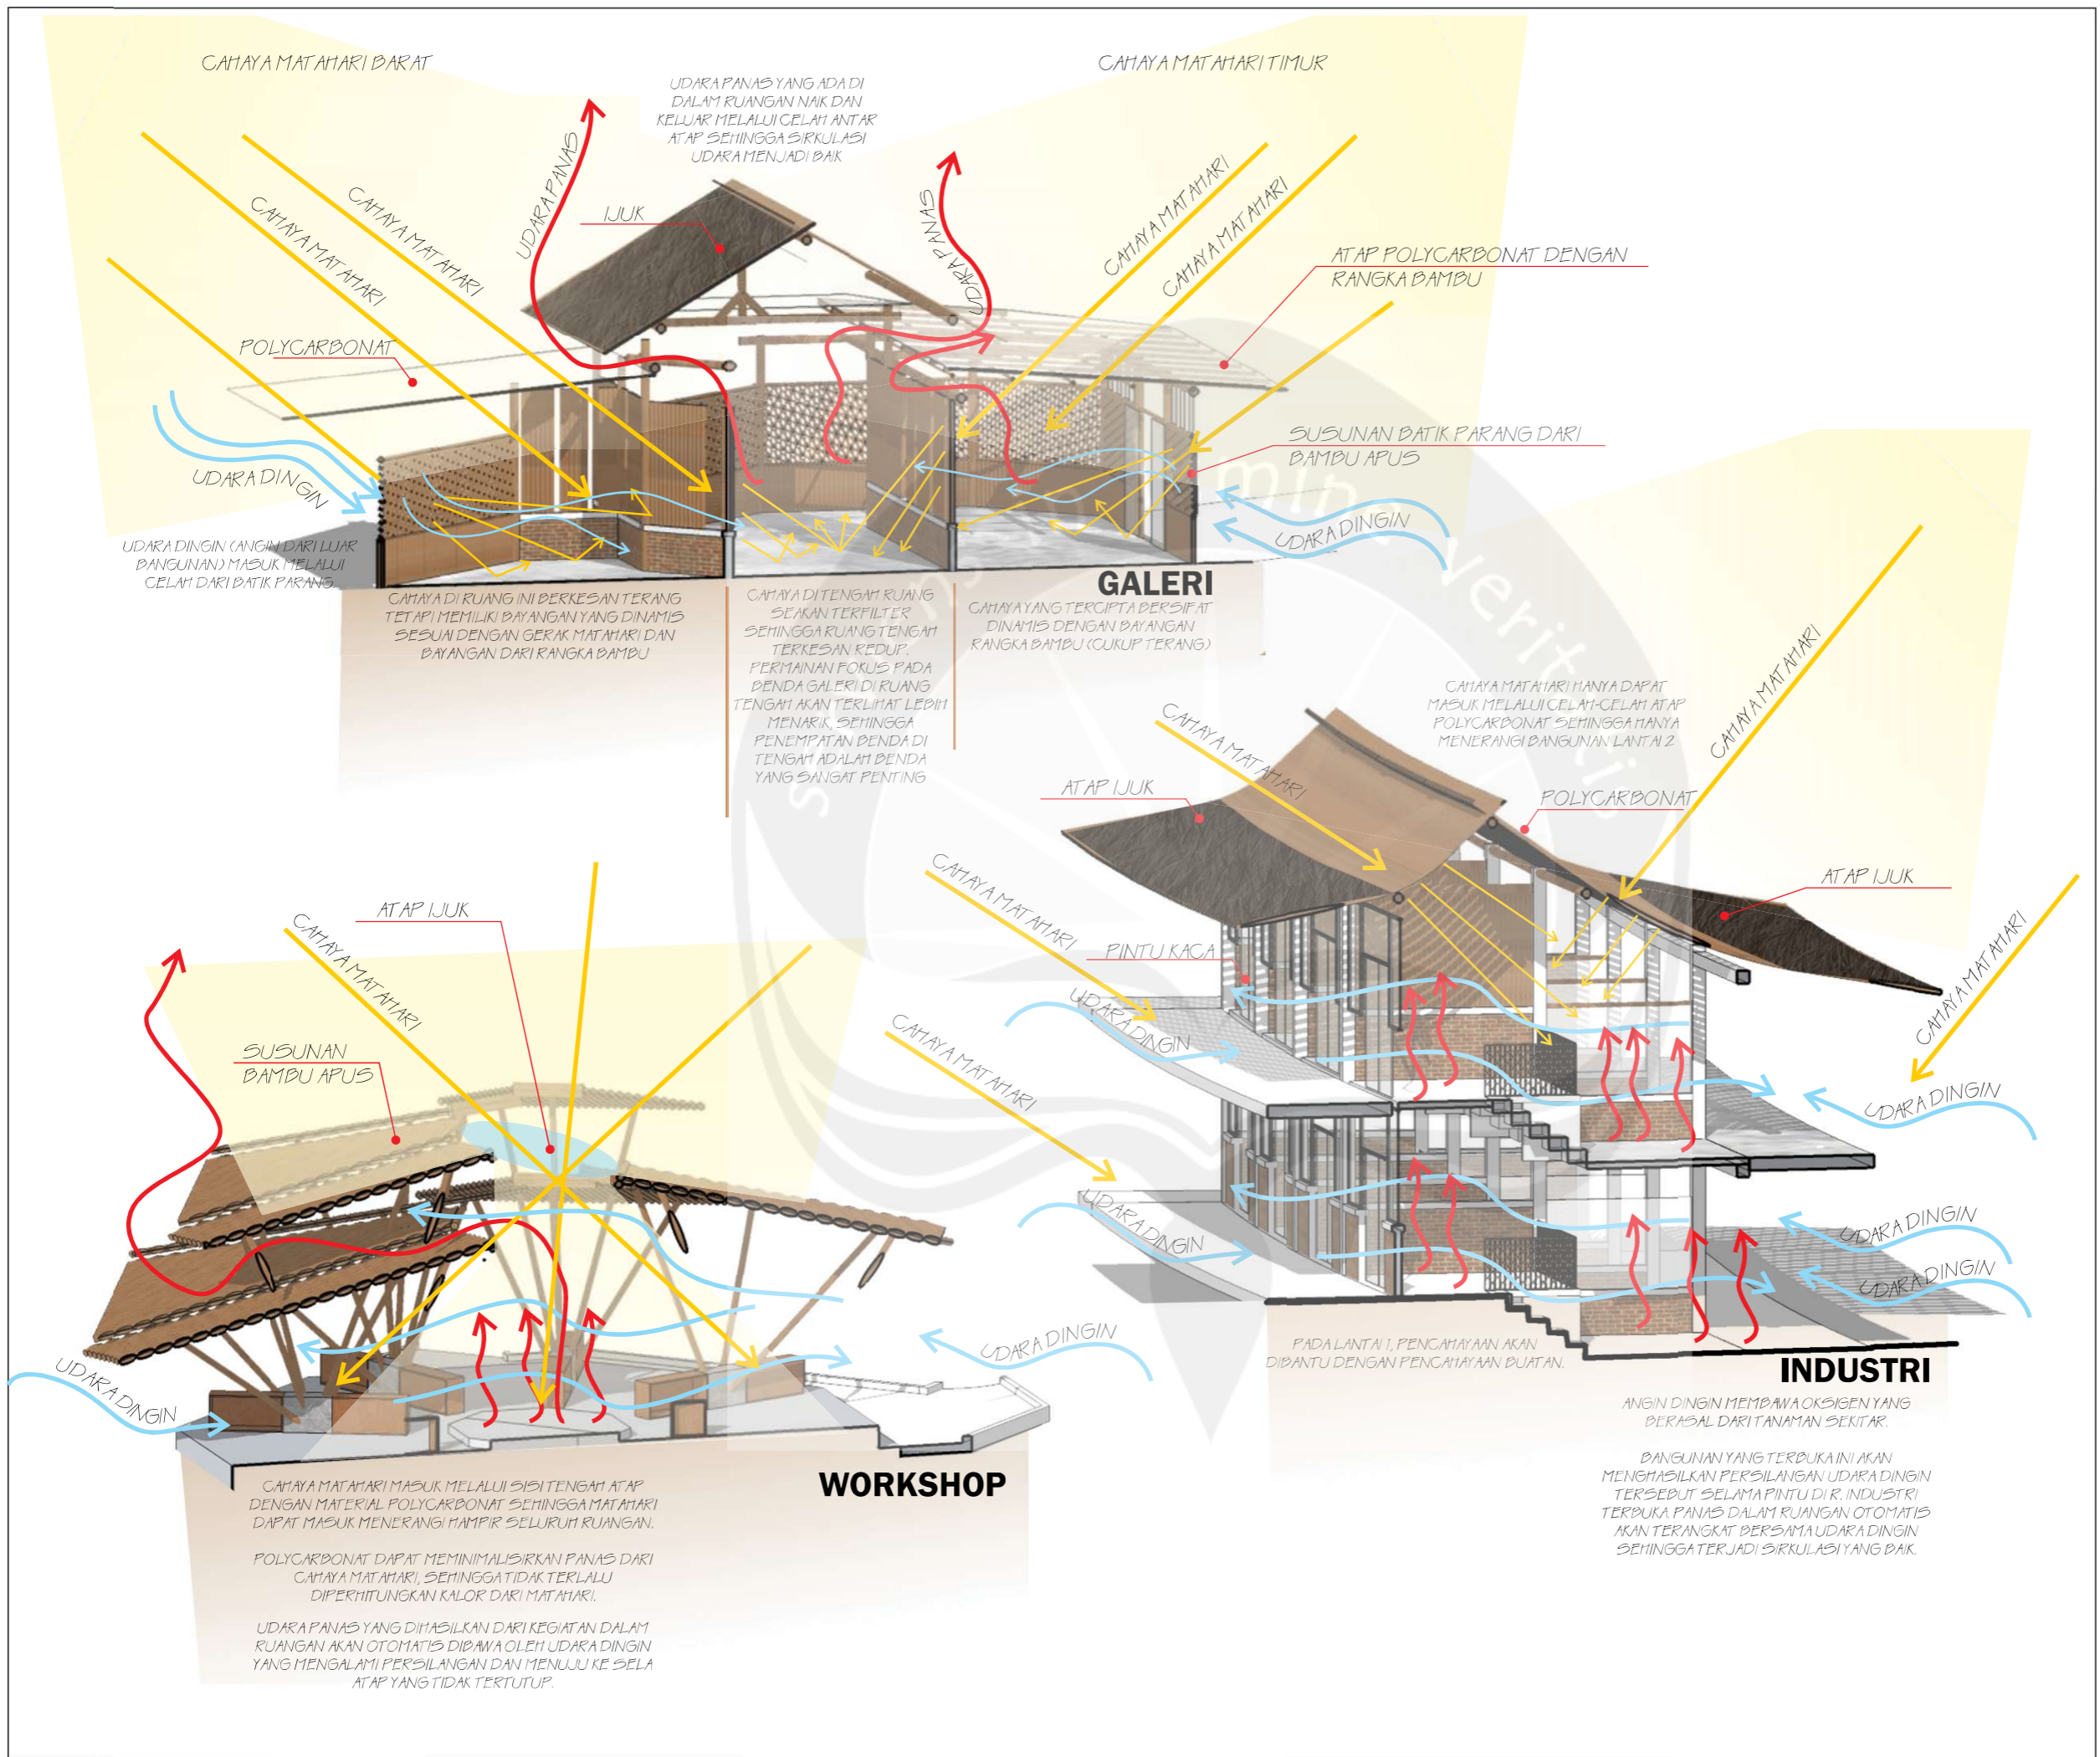 CAHAYA MATAHARI BARAT
CAHAYA MATAHARI TIMUR
UDARA PANAS YANG ADA DI
DALAM RUANGAN NAIK DAN
KELUAR MELALUI CELAH ANTAR
ATAP SEHINGGA SIRKULASI
UDARA MENJADI BAIK
CAHAYA MATAHARI
CAHAYA MATAHARI
UDARA PANAS
IJUK
UDARA PANAS
CAHAYA MATAHARI
CAHAYA MATAHARI
ATAP POLYCARBONAT DENGAN
RANGKA BAMBU
POLYCARBONAT
SUSUNAN BATIK PARANG DARI
BAMBU APUS
UDARA DINGIN
UDARA DINGIN
UDARA DINGIN (ANGIN DARI LUAR
BANGUNAN) MASUK MELALUI
CELAH DARI BATIK PARANG
GALERI
CAHAYA DI RUANG INI BERKESAN TERANG
TETAPI MEMILIKI BAYANGAN YANG DINAMIS
SESUAI DENGAN GERAK MATAHARI DAN
BAYANGAN DARI RANGKA BAMBU
CAHAYA DI TENGAH RUANG
SEAKAN TERFILTER
SEHINGGA RUANG TENGAH
TERKESAN REDUP.
PERMAINAN FOKUS PADA
BENDA GALERI DI RUANG
TENGAH AKAN TERLIHAT LEBIH
MENARIK, SEHINGGA
PENEMPATAN BENDA DI
TENGAH ADALAH BENDA
YANG SANGAT PENTING
CAHAYA YANG TERCIPTA BERSIFAT
DINAMIS DENGAN BAYANGAN
RANGKA BAMBU (CUKUP TERANG)
CAHAYA MATAHARI HANYA DAPAT
MASUK MELALUI CELAH-CELAH ATAP
POLYCARBONAT SEHINGGA HANYA
MENERANGI BANGUNAN LANTAI 2
CAHAYA MATAHARI
CAHAYA MATAHARI
ATAP IJUK
POLYCARBONAT
ATAP IJUK
CAHAYA MATAHARI
PINTU KACA
UDARA DINGIN
CAHAYA MATAHARI
CAHAYA MATAHARI
UDARA DINGIN
UDARA DINGIN
UDARA DINGIN
UDARA DINGIN
PADA LANTAI 1, PENCAHAYAAN AKAN
DIBANTU DENGAN PENCAHAYAAN BUATAN.
INDUSTRI
ANGIN DINGIN MEMBAWA OKSIGEN YANG
BERASAL DARI TANAMAN SEKITAR.
BANGUNAN YANG TERBUKA INI AKAN
MENGHASILKAN PERSILANGAN UDARA DINGIN
TERSEBUT SELAMA PINTU DI R. INDUSTRI
TERBUKA PANAS DALAM RUANGAN OTOMATIS
AKAN TERANGKAT BERSAMA UDARA DINGIN
SEHINGGA TERJADI SIRKULASI YANG BAIK.
ATAP IJUK
CAHAYA MATAHARI
SUSUNAN
BAMBU APUS
UDARA DINGIN
UDARA DINGIN
WORKSHOP
CAHAYA MATAHARI MASUK MELALUI SISI TENGAH ATAP
DENGAN MATERIAL POLYCARBONAT SEHINGGA MATAHARI
DAPAT MASUK MENERANGI HAMPIR SELURUH RUANGAN.
POLYCARBONAT DAPAT MEMINIMALISIRKAN PANAS DARI
CAHAYA MATAHARI, SEHINGGA TIDAK TERLALU
DIPERHITUNGKAN KALOR DARI MATAHARI.
UDARA PANAS YANG DIHASILKAN DARI KEGIATAN DALAM
RUANGAN AKAN OTOMATIS DIBAWA OLEH UDARA DINGIN
YANG MENGALAMI PERSILANGAN DAN MENUJU KE SELA
ATAP YANG TIDAK TERTUTUP.